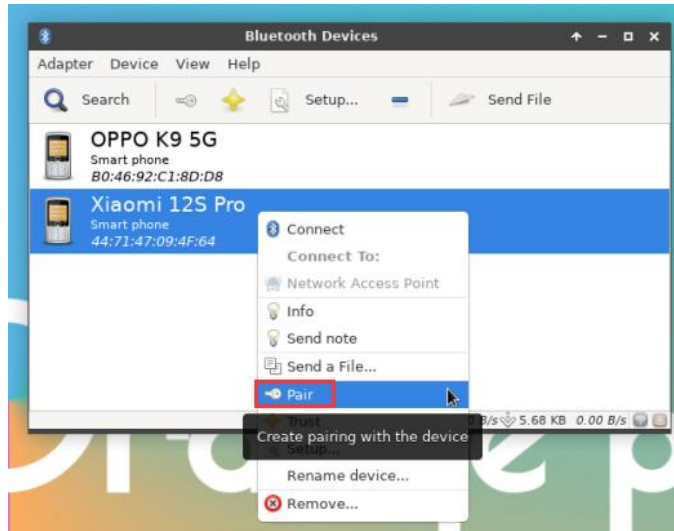 Bluetooth Devices
Adapter Device View Help
Search Setup... Send File
OPPO K9 5G
Smart phone
B0:46:92:C1:8D:D8
Xiaomi 12S Pro
Smart phone
44:71:47:09:4F:64
Connect
Connect To:
Network Access Point
Info
Send note
Send a File...
Pair
Trust
B/s 5.68 KB 0.00 B/s
Create pairing with the device
Setup...
Rename device...
Remove...